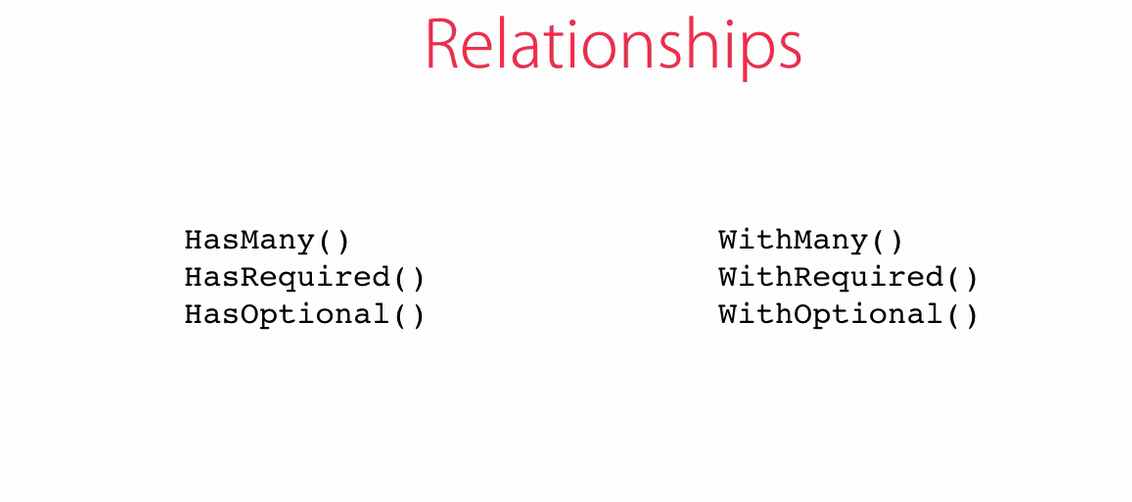 Relationships
HasMany()
HasRequired()
HasOptional()
WithMany()
WithRequired()
WithOptional()